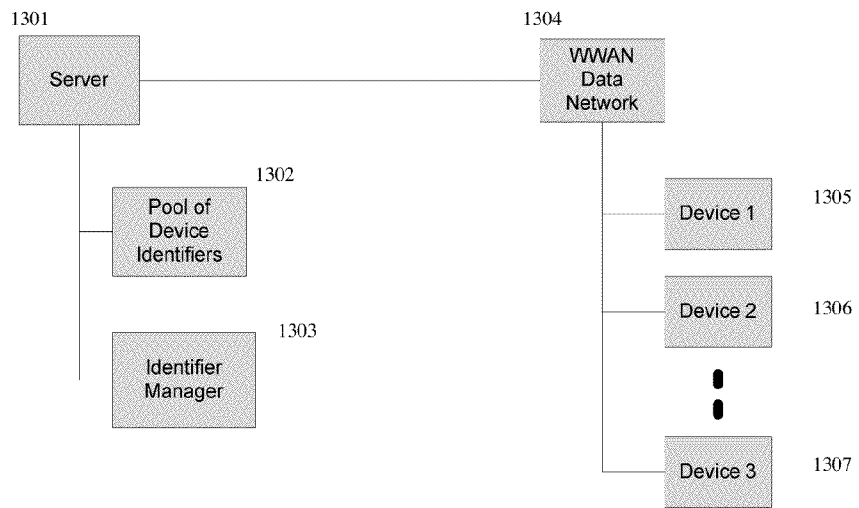 1301
1304
Server
WWAN
Data
Network
1302
Pool of
Device
Identifiers
1305
Device 1
1306
Device 2
1303
Identifier
Manager
1307
Device 3